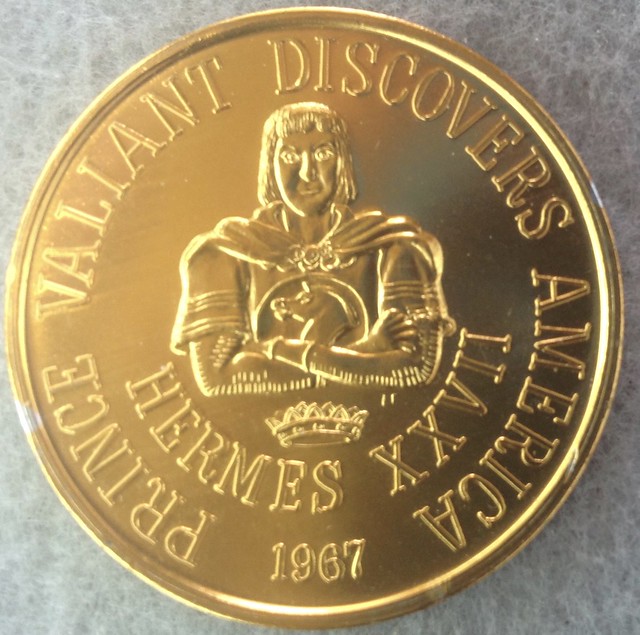 PRINCE VALIANT DISCOVERS AMERICA
HERMES XXVII
1967